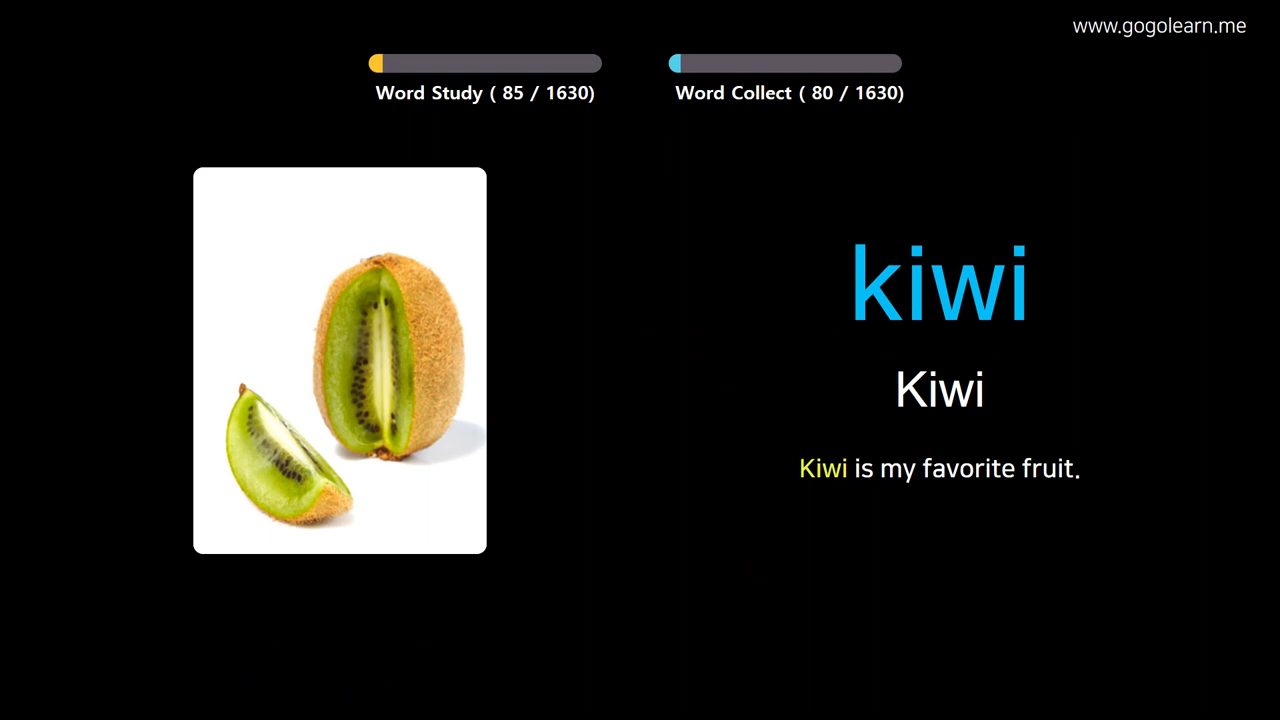 www.gogolearn.me
Word Study ( 85 / 1630)
Word Collect ( 80 / 1630)
kiwi
Kiwi
Kiwi is my favorite fruit.